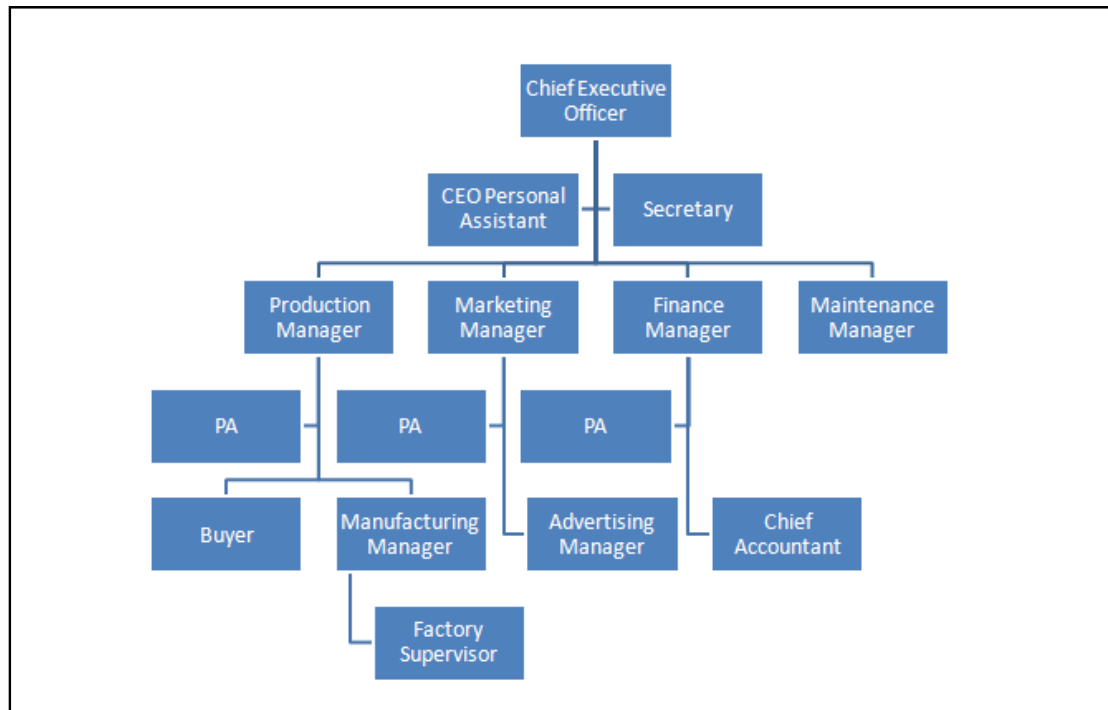 Chief Executive
Officer
CEO Personal
Assistant
Secretary
Production
Manager
Marketing
Manager
Finance
Manager
Maintenance
Manager
PA
PA
PA
Buyer
Manufacturing
Manager
Advertising
Manager
Chief
Accountant
Factory
Supervisor